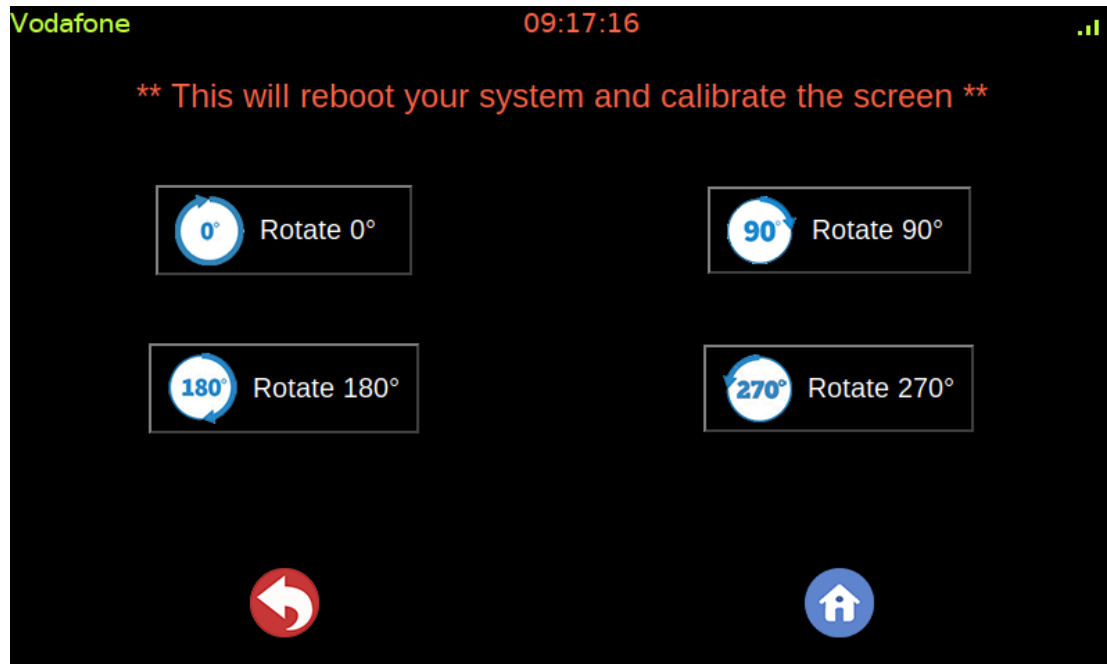 Vodafone 09:17:16
** This will reboot your system and calibrate the screen **
0° Rotate 0° 90° Rotate 90°
180° Rotate 180° 270° Rotate 270°